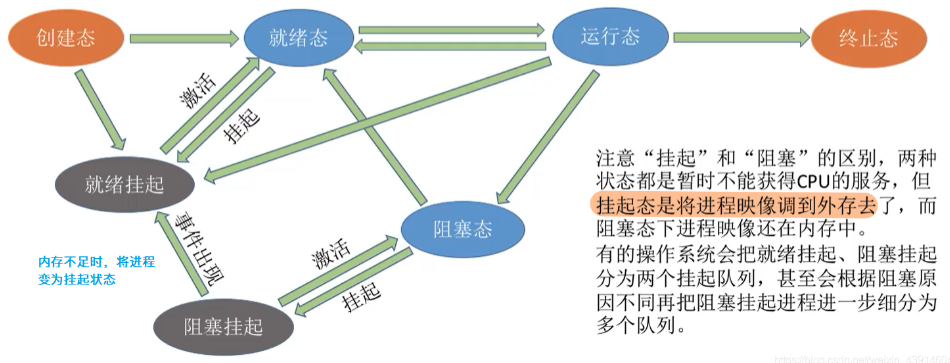 创建态
就绪态
运行态
终止态
激活
挂起
就绪挂起
阻塞态
事件出现
激活
挂起
阻塞挂起
内存不足时，将进程
变为挂起状态
注意“挂起”和“阻塞”的区别，两种
状态都是暂时不能获得CPU的服务，但
挂起态是将进程映像调到外存去了，而
阻塞态下进程映像还在内存中。
有的操作系统会把就绪挂起、阻塞挂起
分为两个挂起队列，甚至会根据阻塞原
因不同再把阻塞挂起进程进一步细分为
多个队列。